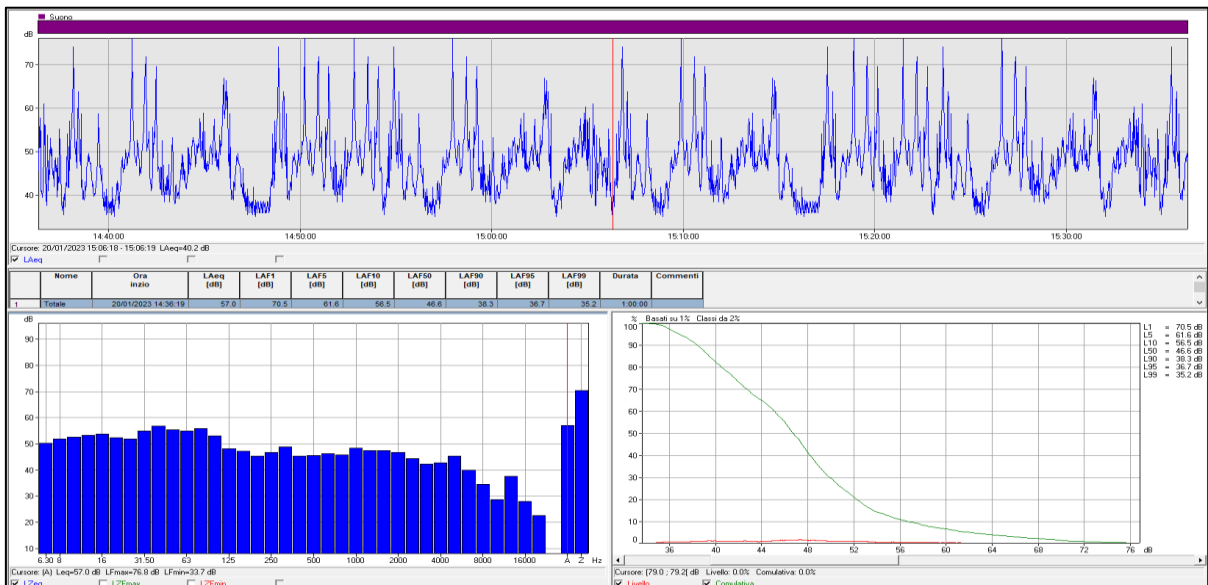 Suono
dB
70
60
50
40
14:40:00 14:50:00 15:00:00 15:10:00 15:20:00 15:30:00
Cursore: 20/01/2023 15:06:18 - 15:06:19 LAeq=40.2 dB
LAeq
Nome Ora inzio LAeq [dB] LAF1 [dB] LAF5 [dB] LAF10 [dB] LAF50 [dB] LAF90 [dB] LAF95 [dB] LAF99 [dB] Durata Commenti
1 Totale 20/01/2023 14:36:19 57.0 70.5 61.6 56.5 46.6 38.3 36.7 35.2 1:00:00
dB
90
80
70
60
50
40
30
20
10
6.30 8 16 31.50 63 125 250 500 1000 2000 4000 8000 16000 A Z Hz
Cursore: (A) Leq=57.0 dB LFmax=76.8 dB LFmin=33.7 dB
LZeq LZFmax LZFmin
% Basati su 1% Classi da 2%
100
90
80
70
60
50
40
30
20
10
0
36 40 44 48 52 56 60 64 68 72 76 dB
L1 = 70.5 dB
L5 = 61.6 dB
L10 = 56.5 dB
L50 = 46.6 dB
L90 = 38.3 dB
L95 = 36.7 dB
L99 = 35.2 dB
Cursore: [79.0 ; 79.2[ dB Livello: 0.0% Cumulativa: 0.0%
Livello Comulativa